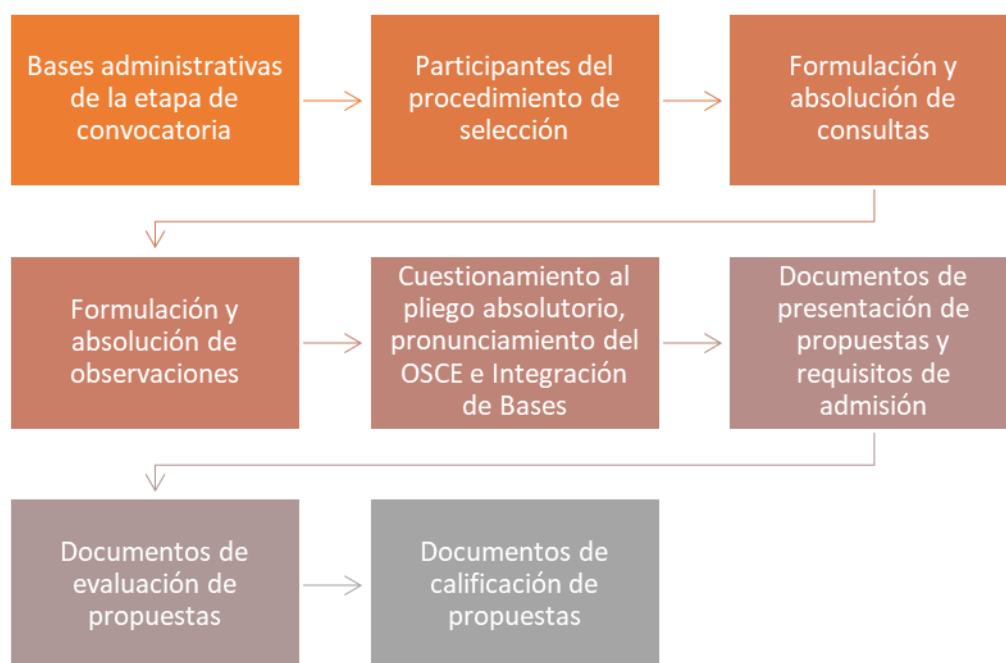 Bases administrativas
de la etapa de
convocatoria
Participantes del
procedimiento de
selección
Formulación y
absolución de
consultas
Formulación y
absolución de
observaciones
Cuestionamiento al
pliego absolutorio,
pronunciamiento del
OSCE e Integración
de Bases
Documentos de
presentación de
propuestas y
requisitos de
admisión
Documentos de
evaluación de
propuestas
Documentos de
calificación de
propuestas